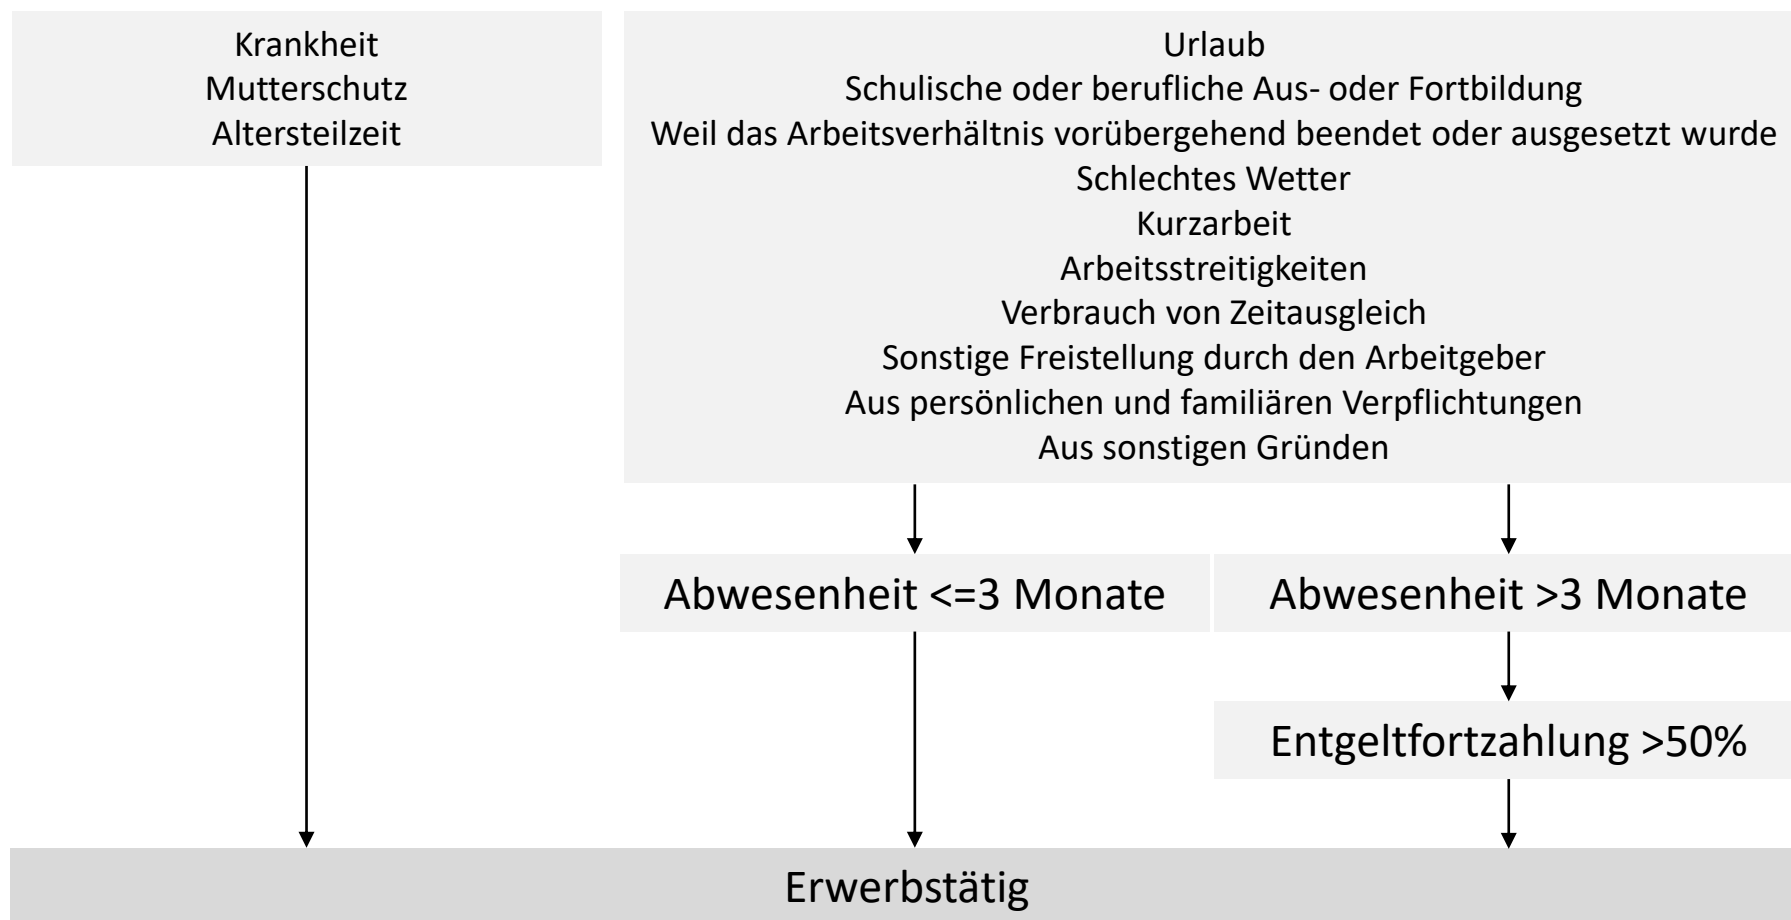 Krankheit
Mutterschutz
Altersteilzeit
Urlaub
Schulische oder berufliche Aus- oder Fortbildung
Weil das Arbeitsverhältnis vorübergehend beendet oder ausgesetzt wurde
Schlechtes Wetter
Kurzarbeit
Arbeitsstreitigkeiten
Verbrauch von Zeitausgleich
Sonstige Freistellung durch den Arbeitgeber
Aus persönlichen und familiären Verpflichtungen
Aus sonstigen Gründen
Abwesenheit <=3 Monate
Abwesenheit >3 Monate
Entgeltfortzahlung >50%
Erwerbstätig